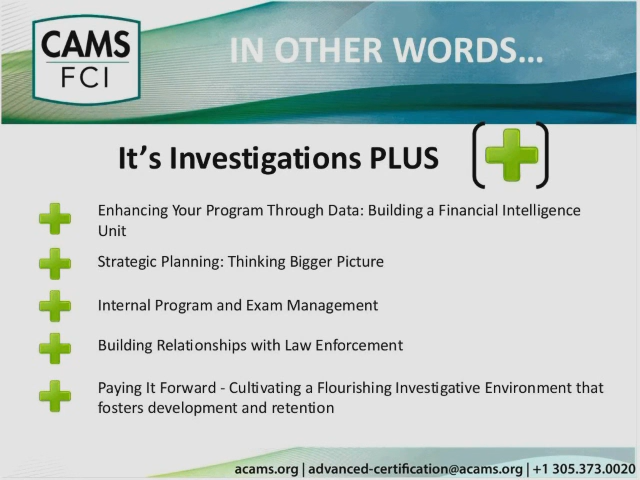 CAMS
FCI
IN OTHER WORDS...
It's Investigations PLUS
Enhancing Your Program Through Data: Building a Financial Intelligence
Unit
Strategic Planning: Thinking Bigger Picture
Internal Program and Exam Management
Building Relationships with Law Enforcement
Paying It Forward - Cultivating a Flourishing Investigative Environment that
fosters development and retention
acams.org | advanced-certification@acams.org | +1 305.373.0020